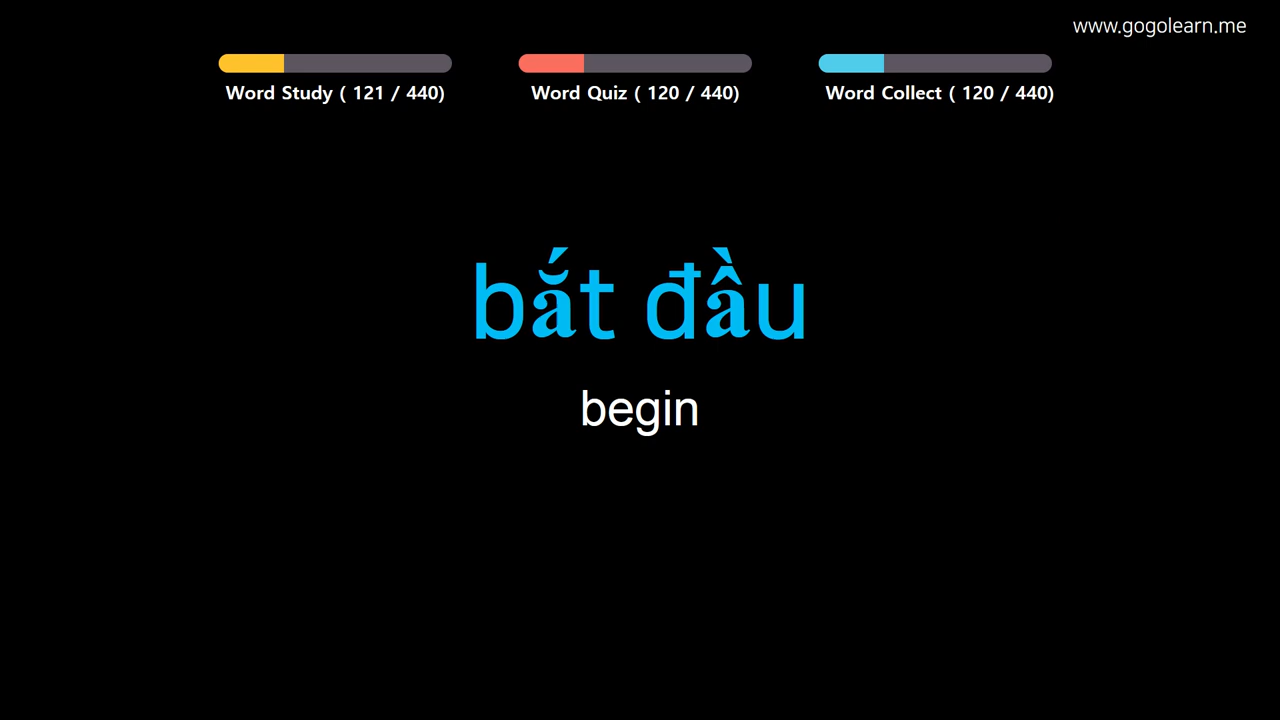 www.gogolearn.me
Word Study ( 121 / 440)
Word Quiz ( 120 / 440)
Word Collect ( 120 / 440)
bắt đầu
begin